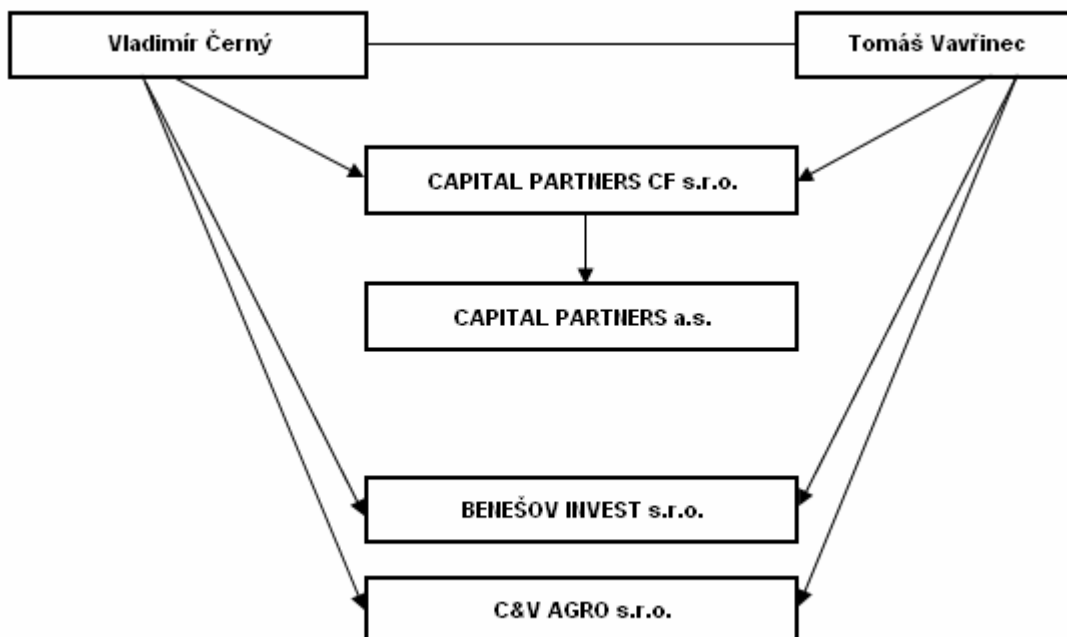 Vladimír Černý
Tomáš Vavřinec
CAPITAL PARTNERS CF s.r.o.
CAPITAL PARTNERS a.s.
BENEŠOV INVEST s.r.o.
C&V AGRO s.r.o.